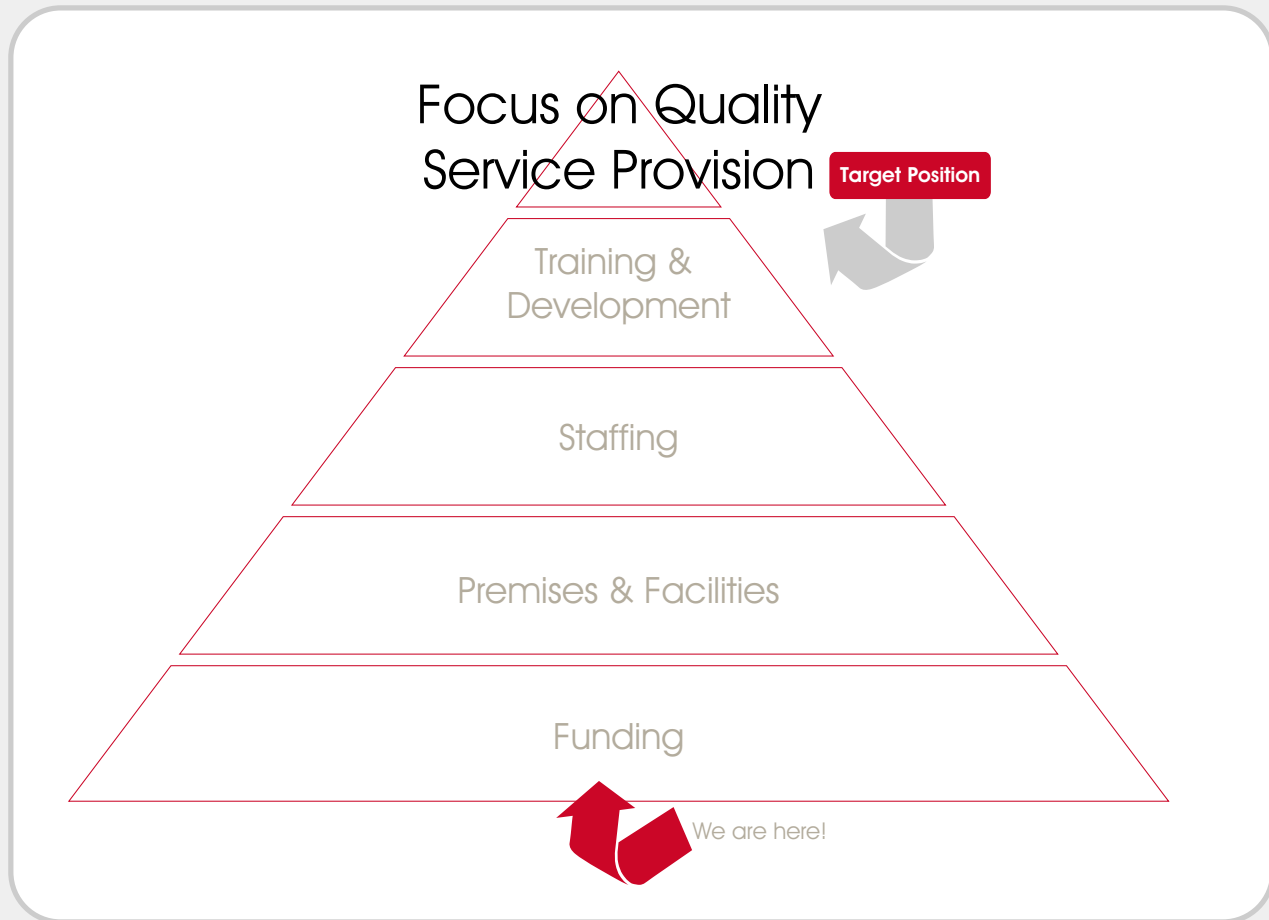 Focus on Quality
Service Provision
Target Position
Training &
Development
Staffing
Premises & Facilities
Funding
We are here!